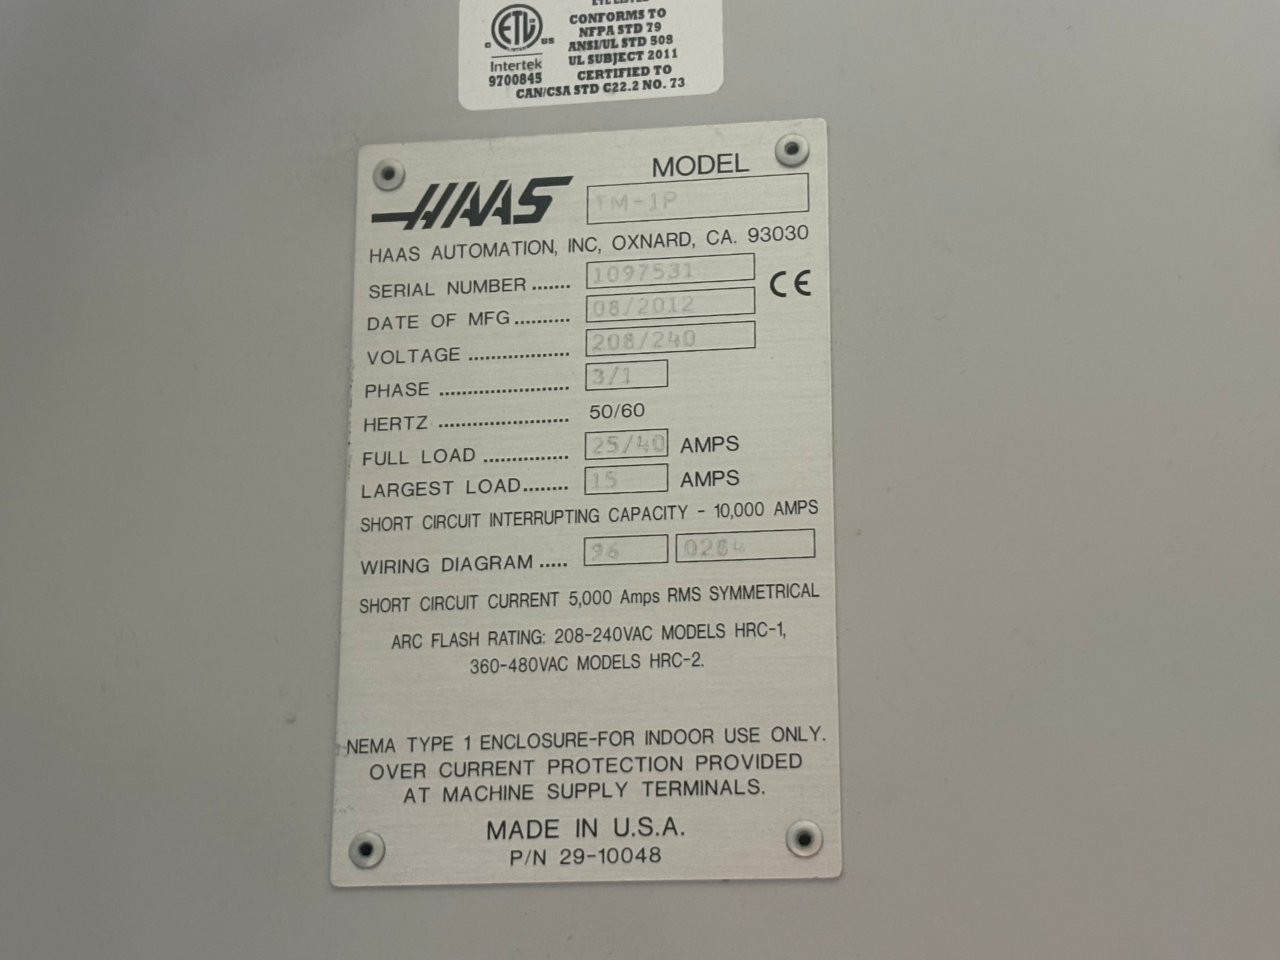 CONFORMS TO
NFPA STD 79
ANSI/UL STD 508
UL SUBJECT 2011
CERTIFIED TO
CAN/CSA STD C22.2 NO. 73
ETL
C US
Intertek
9700845
HAAS
MODEL
TM-1P
HAAS AUTOMATION, INC, OXNARD, CA. 93030
SERIAL NUMBER ....... 1097531
CE
DATE OF MFG .......... 08/2012
VOLTAGE .................. 208/240
PHASE ....................... 3/1
HERTZ ....................... 50/60
FULL LOAD ............... 25/40 AMPS
LARGEST LOAD........ 15 AMPS
SHORT CIRCUIT INTERRUPTING CAPACITY - 10,000 AMPS
WIRING DIAGRAM ..... 96 0264
SHORT CIRCUIT CURRENT 5,000 Amps RMS SYMMETRICAL
ARC FLASH RATING: 208-240VAC MODELS HRC-1,
360-480VAC MODELS HRC-2.
NEMA TYPE 1 ENCLOSURE-FOR INDOOR USE ONLY.
OVER CURRENT PROTECTION PROVIDED
AT MACHINE SUPPLY TERMINALS.
MADE IN U.S.A.
P/N 29-10048